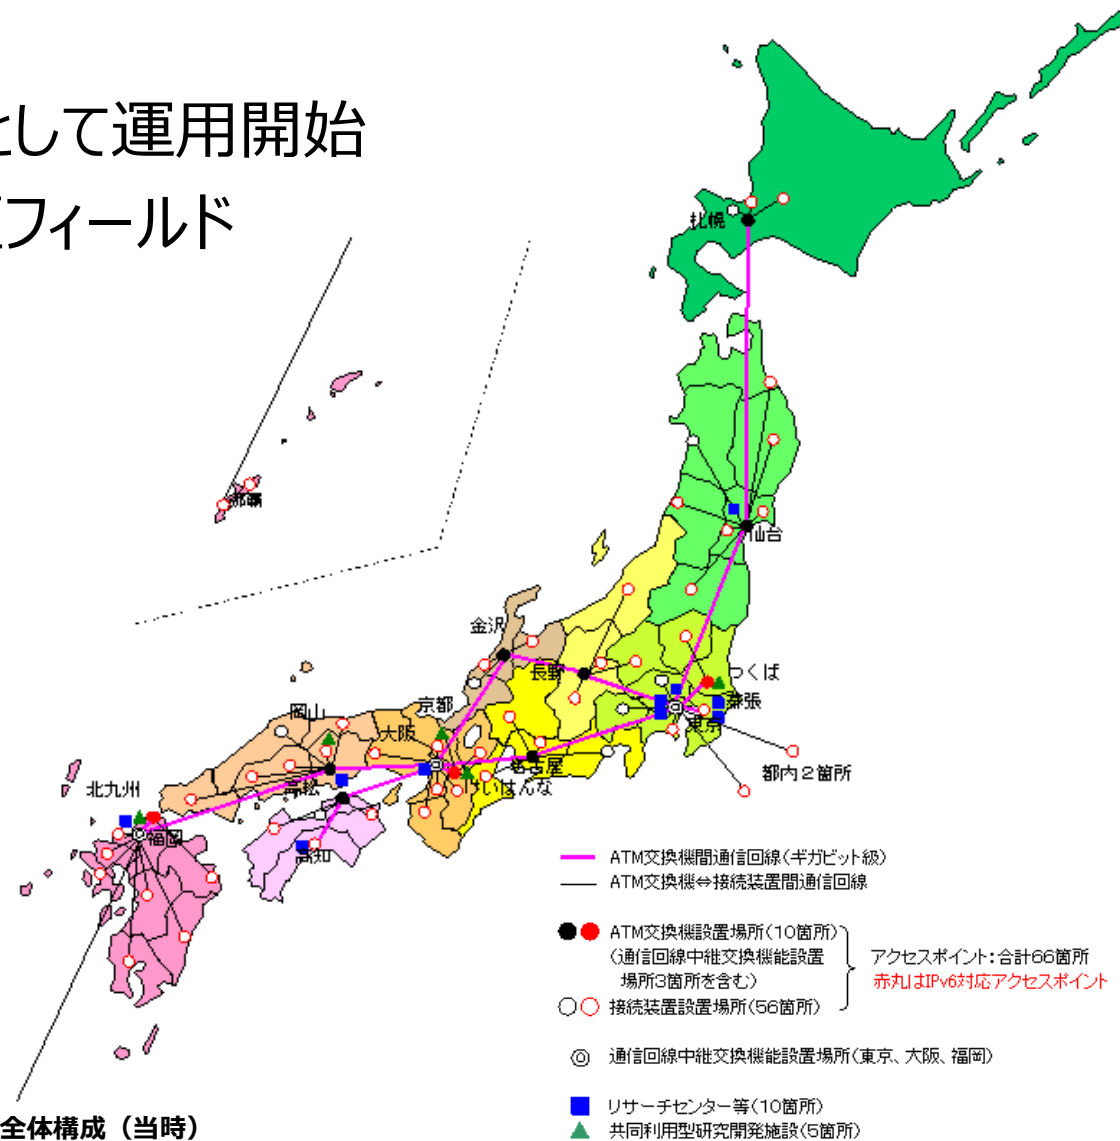 として運用開始
フィールド
札幌
那覇
仙台
金沢
長野
つくば
幕張
東京
都内2箇所
京都
岡山
大阪
名古屋
けいはんな
高松
北九州
福岡
高知
ATM交換機間通信回線(ギガビット級)
ATM交換機⇔接続装置間通信回線
ATM交換機設置場所(10箇所)
(通信回線中継交換機能設置
場所3箇所を含む)
接続装置設置場所(56箇所)
アクセスポイント:合計66箇所
赤丸はIPv6対応アクセスポイント
通信回線中継交換機能設置場所(東京、大阪、福岡)
リサーチセンター等(10箇所)
共同利用型研究開発施設(5箇所)
全体構成（当時）